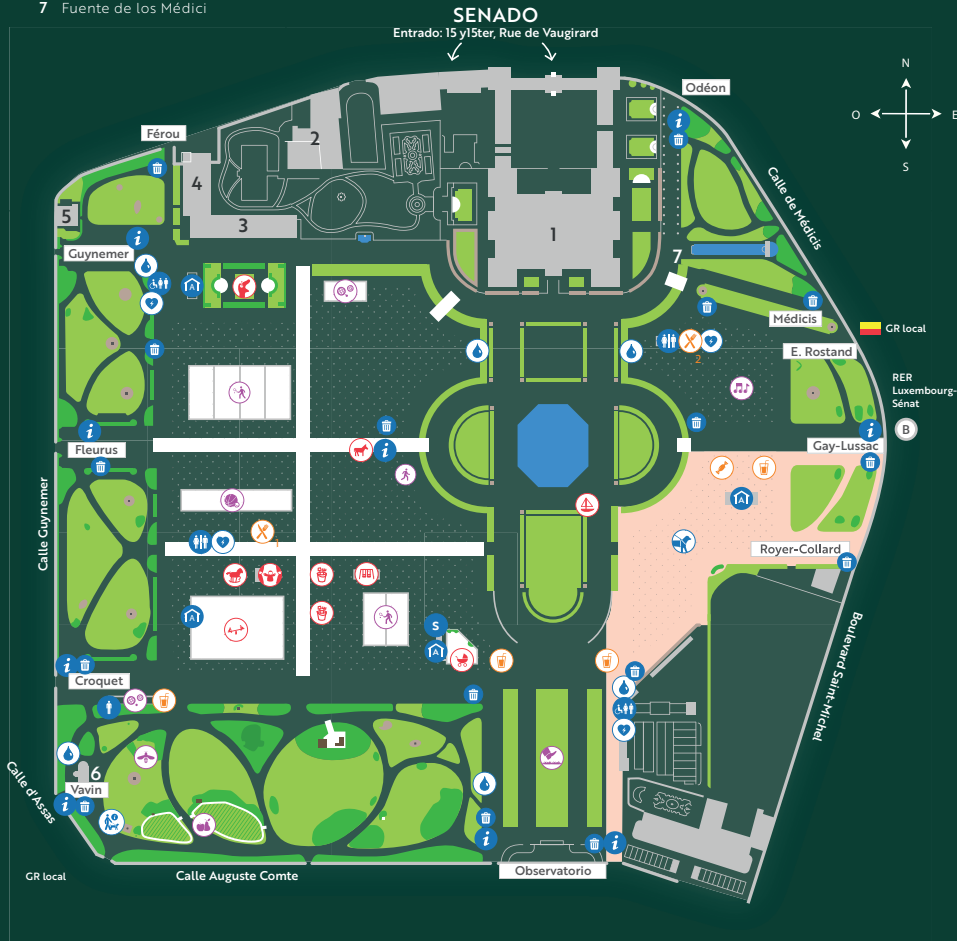 7 Fuente de los Médici
SENADO
Entrado: 15 y15ter, Rue de Vaugirard
N
O
E
S
Odéon
i
Férou
2
4
3
5
1
7
Calle de Médicis
i
Guynemer
A
Médicis
GR local
E. Rostand
2
RER
Luxembourg-
Sénat
B
i
Fleurus
i
i
Gay-Lussac
A
Calle Guynemer
Royer-Collard
A
S
A
i
Croquet
Boulevard Saint-Michel
6
Vavin
i
Calle d'Assas
i
i
Observatorio
GR local
Calle Auguste Comte